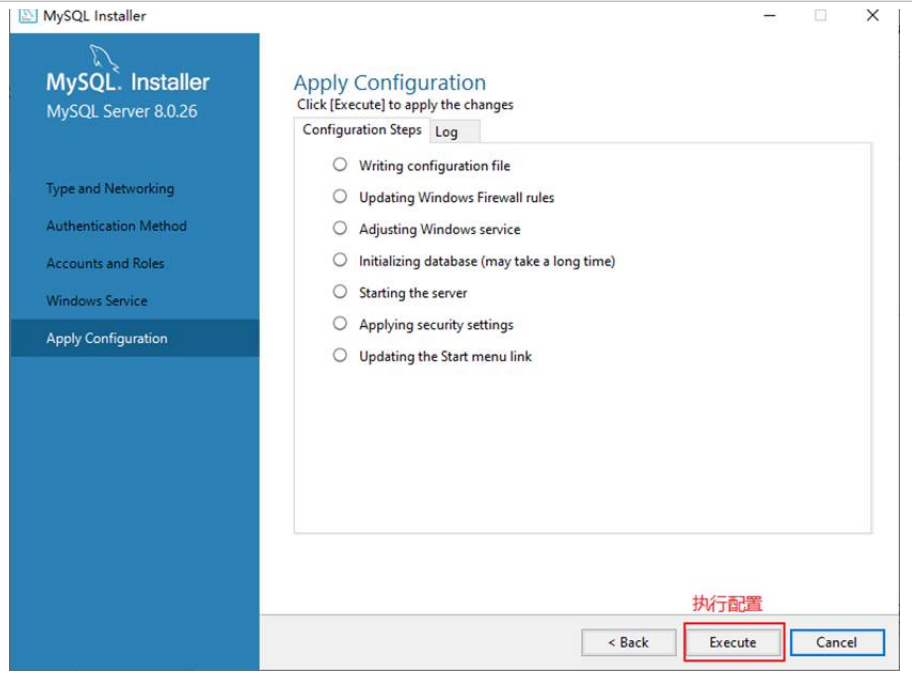 MySQL Installer
MySQL. Installer
MySQL Server 8.0.26
Type and Networking
Authentication Method
Accounts and Roles
Windows Service
Apply Configuration
Apply Configuration
Click [Execute] to apply the changes
Configuration Steps Log
Writing configuration file
Updating Windows Firewall rules
Adjusting Windows service
Initializing database (may take a long time)
Starting the server
Applying security settings
Updating the Start menu link
执行配置
< Back Execute Cancel